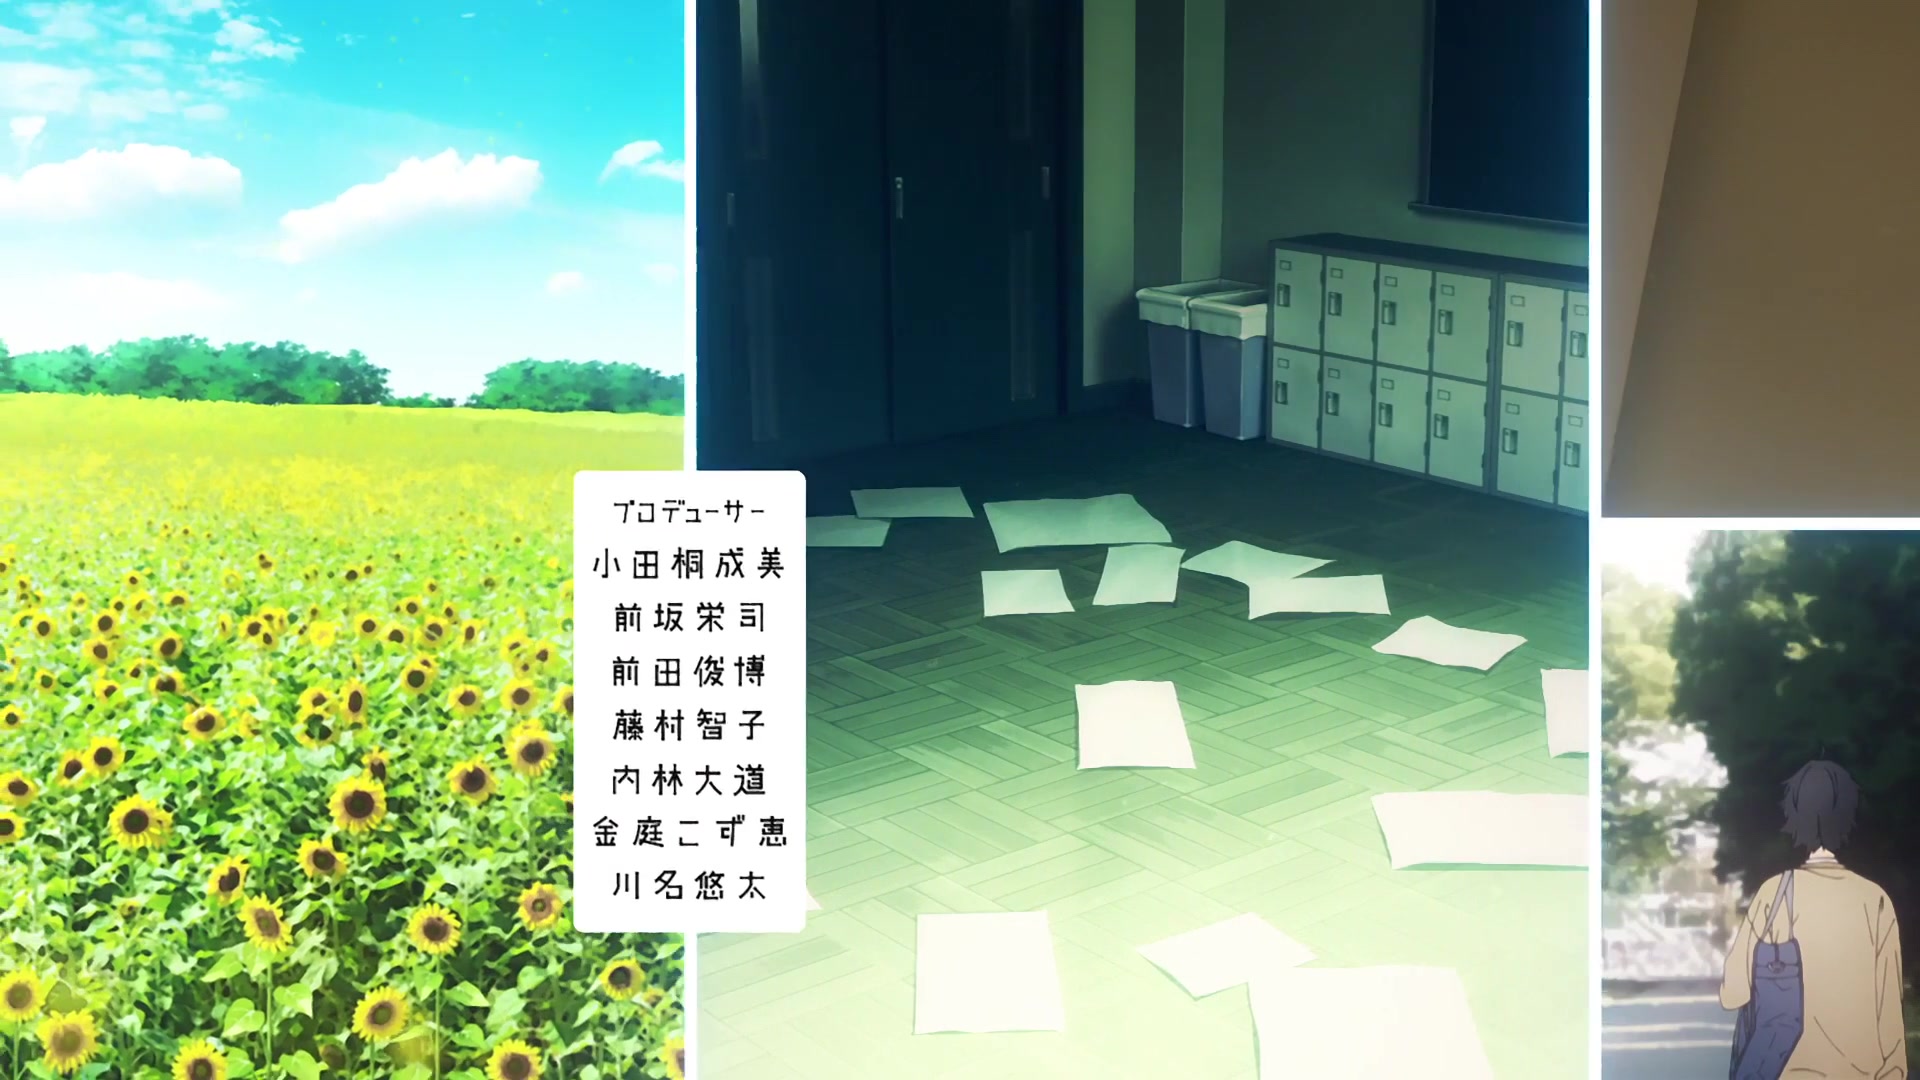 プロデューサー
小田桐成美
前坂栄司
前田俊博
藤村智子
内林大道
金庭こず恵
川名悠太